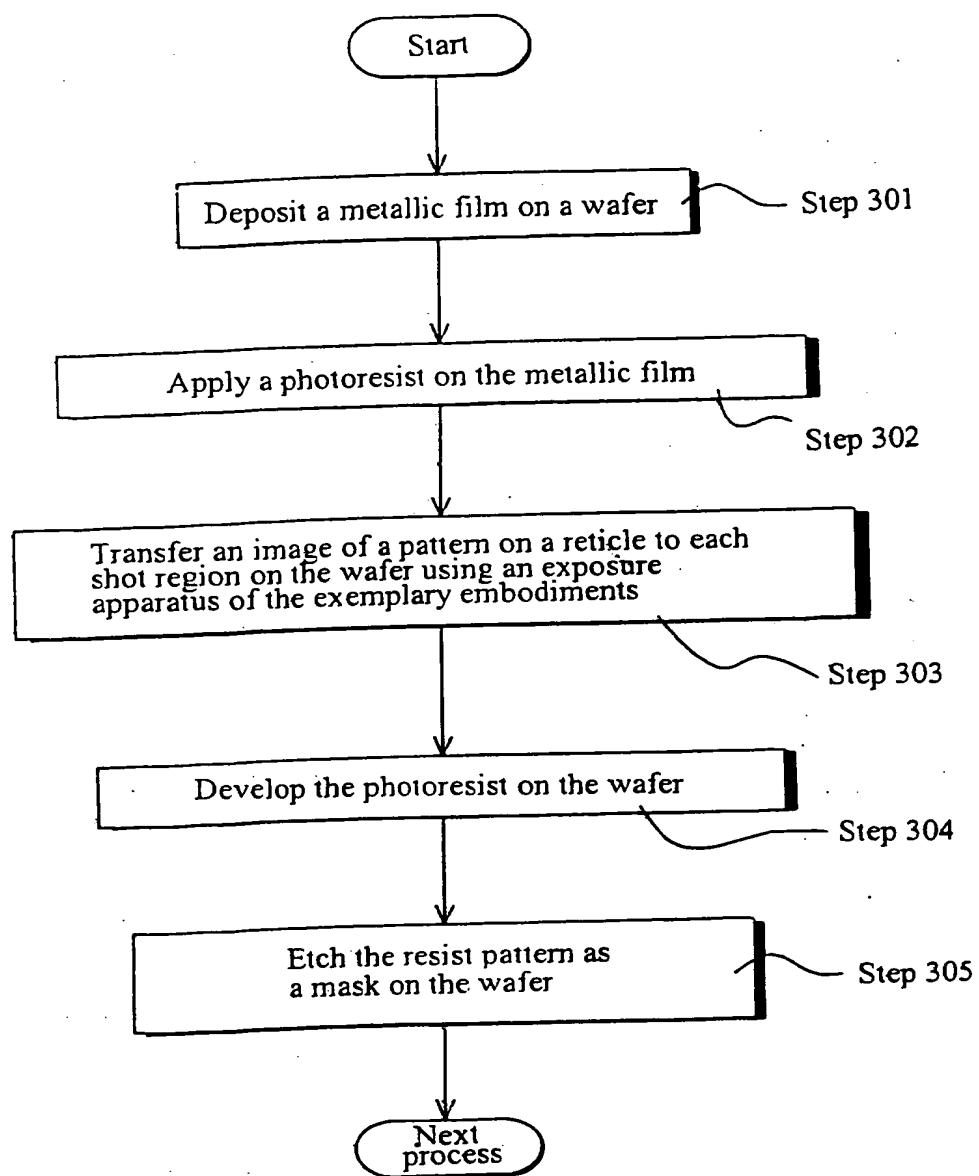 Start
Deposit a metallic film on a wafer
Step 301
Apply a photoresist on the metallic film
Step 302
Transfer an image of a pattern on a reticle to each
shot region on the wafer using an exposure
apparatus of the exemplary embodiments
Step 303
Develop the photoresist on the wafer
Step 304
Etch the resist pattern as
a mask on the wafer
Step 305
Next
process